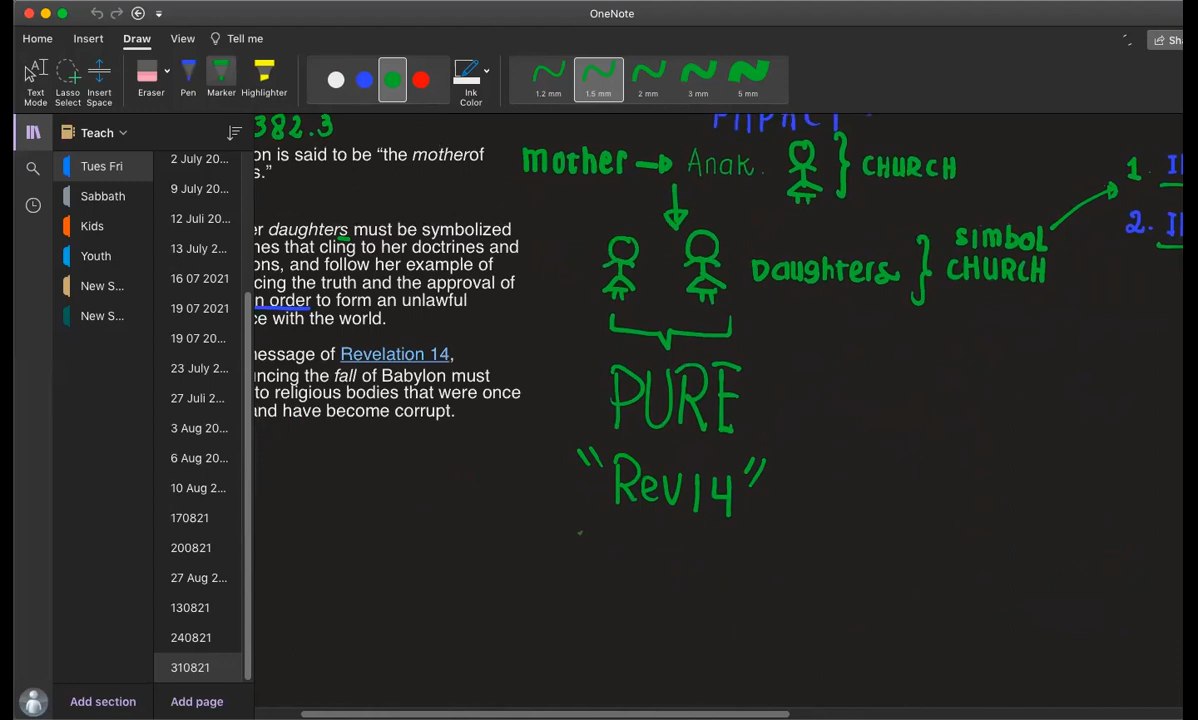 OneNote
Home Insert Draw View Tell me
Sha
Text Mode
Lasso Select
Insert Space
Eraser
Pen
Marker
Highlighter
Ink Color
1.2 mm 1.5 mm 2 mm 3 mm 5 mm
Teach
Tues Fri
Sabbath
Kids
Youth
New S...
New S...
2 July 20...
9 July 20...
12 Juli 20...
13 July 20...
16 07 2021
19 07 2021
19 07 20...
23 July 2...
27 Juli 2...
3 Aug 20...
6 Aug 20...
10 Aug 2...
170821
200821
27 Aug 2...
130821
240821
310821
Add section
Add page
382.3
on is said to be “the motherof
s.”
er daughters must be symbolized
hes that cling to her doctrines and
ons, and follow her example of
cing the truth and the approval of
n order to form an unlawful
ce with the world.
message of Revelation 14,
uncing the fall of Babylon must
to religious bodies that were once
and have become corrupt.
mother → Anak. } CHURCH
Daughters } simbol CHURCH
PURE
"Rev14"
1.
2.